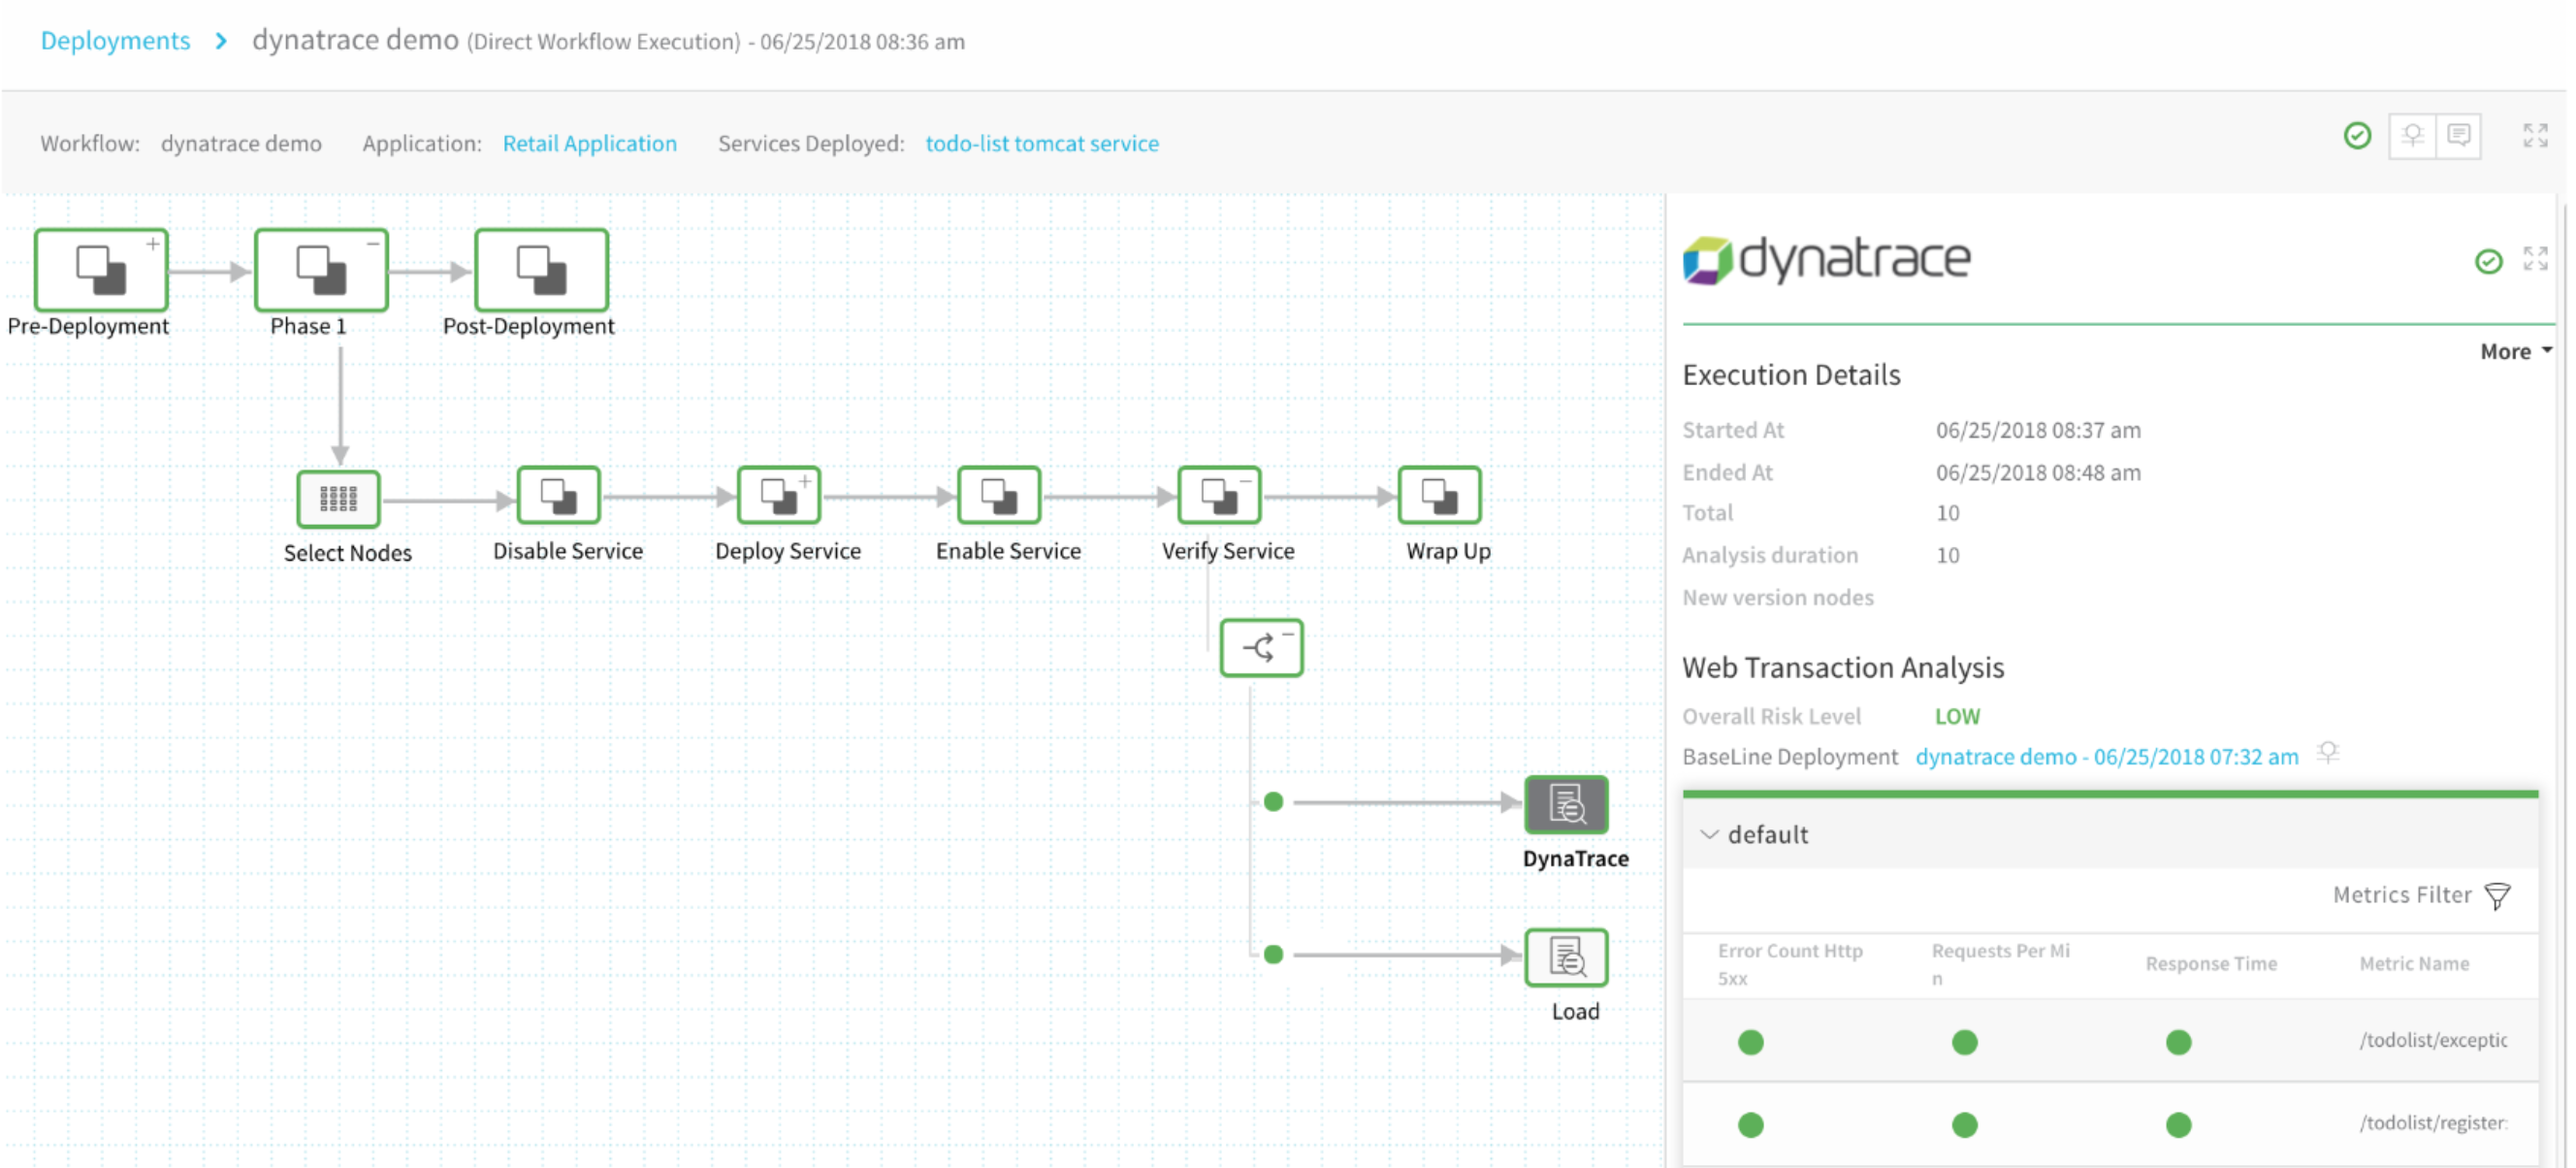 Deployments > dynatrace demo (Direct Workflow Execution) - 06/25/2018 08:36 am
Workflow: dynatrace demo Application: Retail Application Services Deployed: todo-list tomcat service
Pre-Deployment
Phase 1
Post-Deployment
Select Nodes
Disable Service
Deploy Service
Enable Service
Verify Service
Wrap Up
DynaTrace
Load
dynatrace
More
Execution Details
Started At 06/25/2018 08:37 am
Ended At 06/25/2018 08:48 am
Total 10
Analysis duration 10
New version nodes
Web Transaction Analysis
Overall Risk Level LOW
BaseLine Deployment dynatrace demo - 06/25/2018 07:32 am
default
Metrics Filter
Error Count Http
5xx
Requests Per Mi
n
Response Time
Metric Name
/todolist/exceptic
/todolist/register: